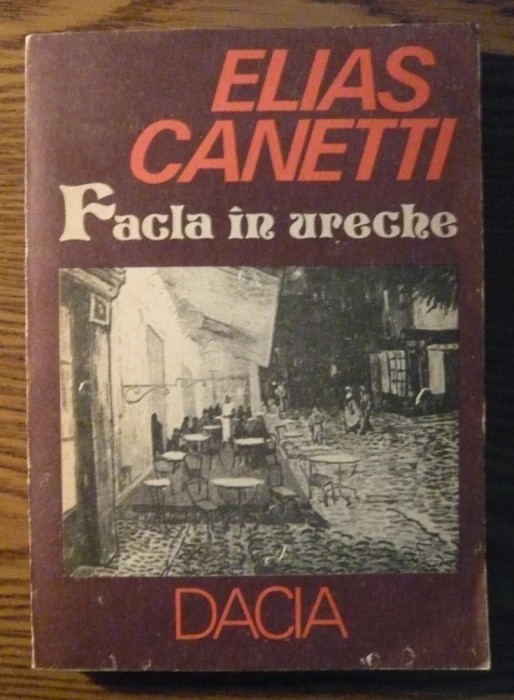 ELIAS
CANETTI
Facla în ureche
DACIA